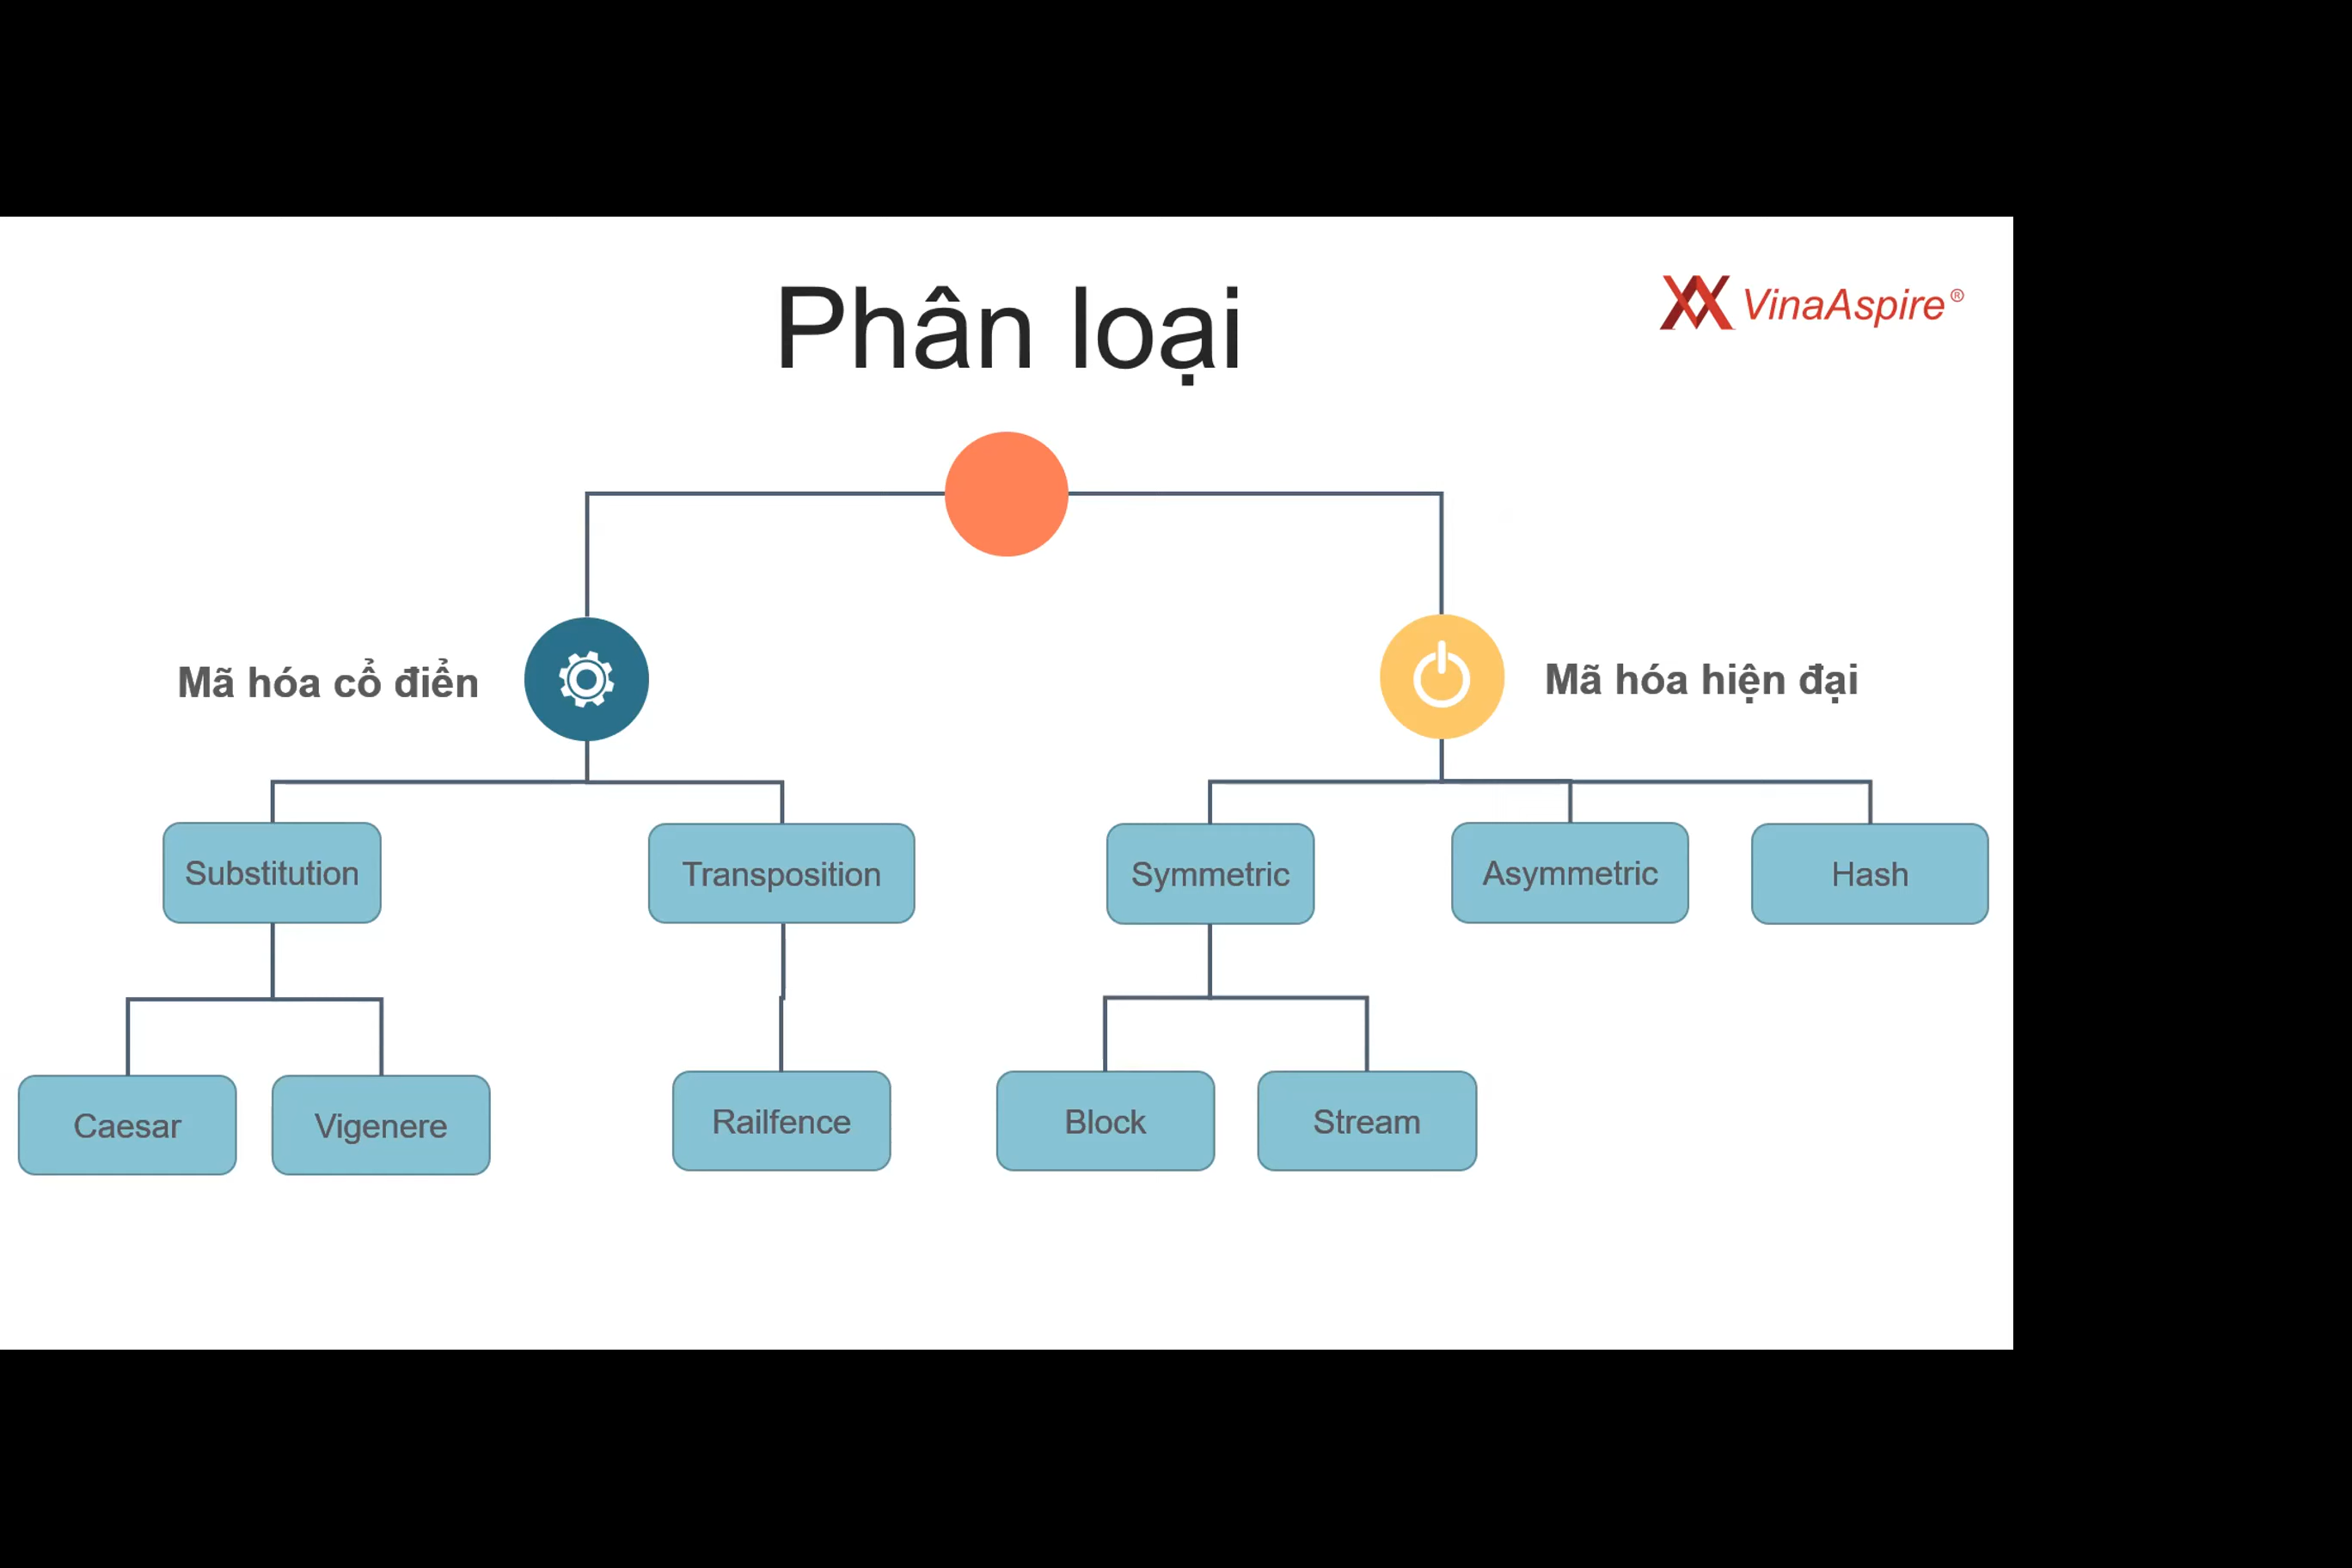 Phân loại
VinaAspire®
Mã hóa cổ điển
Mã hóa hiện đại
Substitution
Transposition
Symmetric
Asymmetric
Hash
Caesar
Vigenere
Railfence
Block
Stream